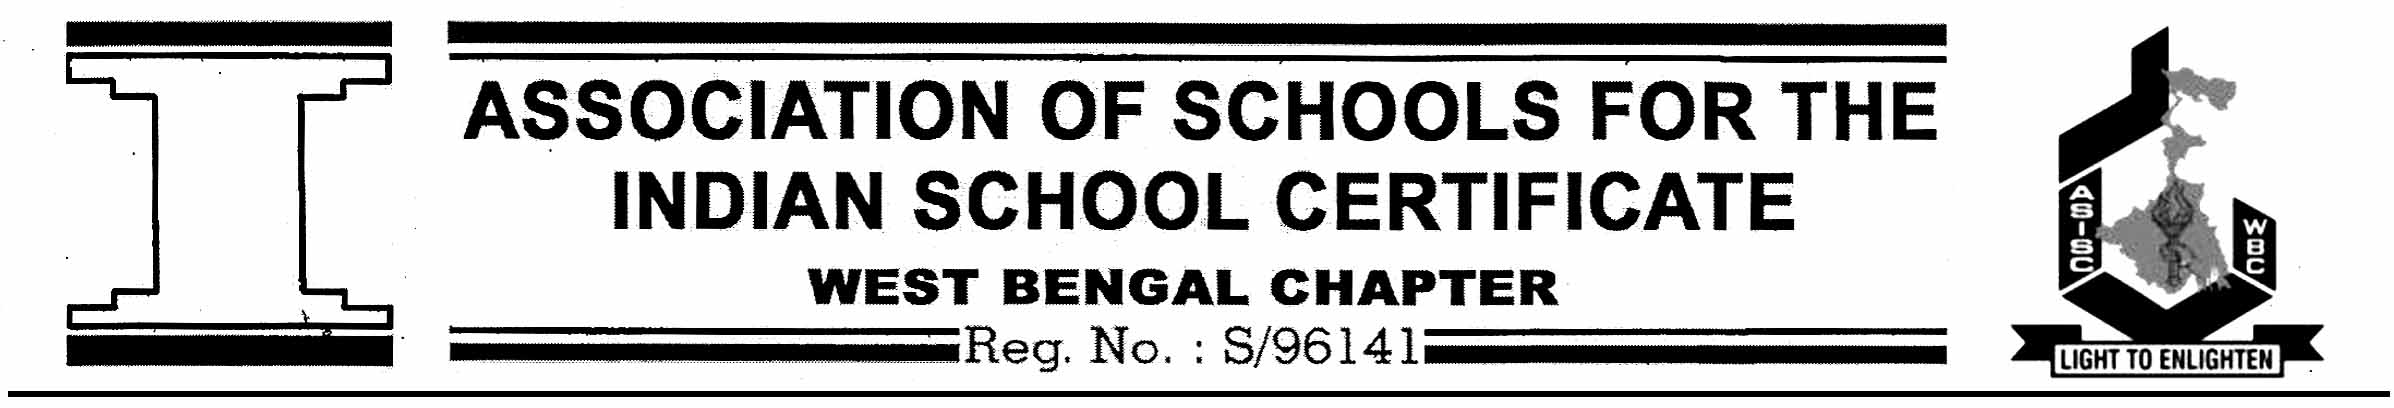 ASSOCIATION OF SCHOOLS FOR THE
INDIAN SCHOOL CERTIFICATE
WEST BENGAL CHAPTER
Reg. No. : S/96141
ASISC
WBC
LIGHT TO ENLIGHTEN